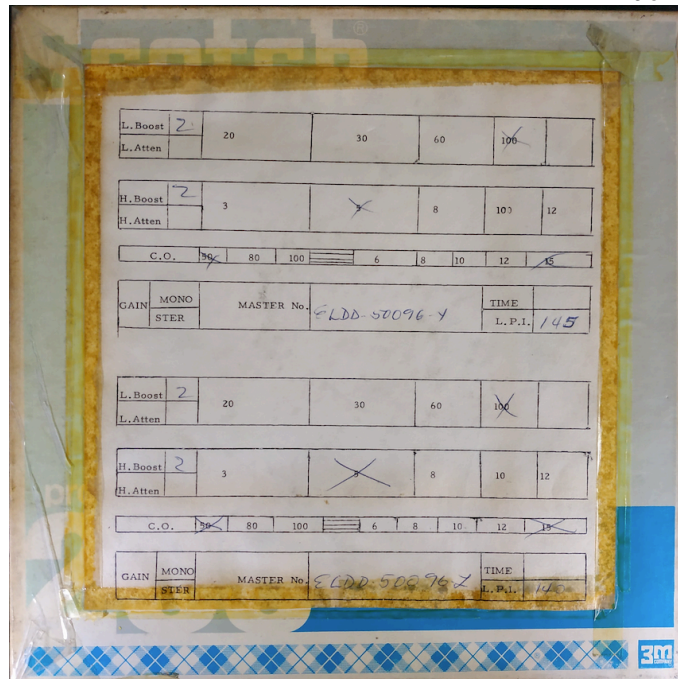 scotch®
L. Boost 2 20 30 60 100
L. Atten
H. Boost 2 3 5 8 100 12
H. Atten
C.O. 50 80 100 6 8 10 12 15
GAIN MONO MASTER No. ELDD-50096-Y TIME
STER L.P.I. 145
L. Boost 2 20 30 60 100
L. Atten
H. Boost 2 3 5 8 10 12
H. Atten
C.O. 50 80 100 6 8 10 12 15
GAIN MONO MASTER No. ELDD-50096-Z TIME
STER L.P.I. 145
3M